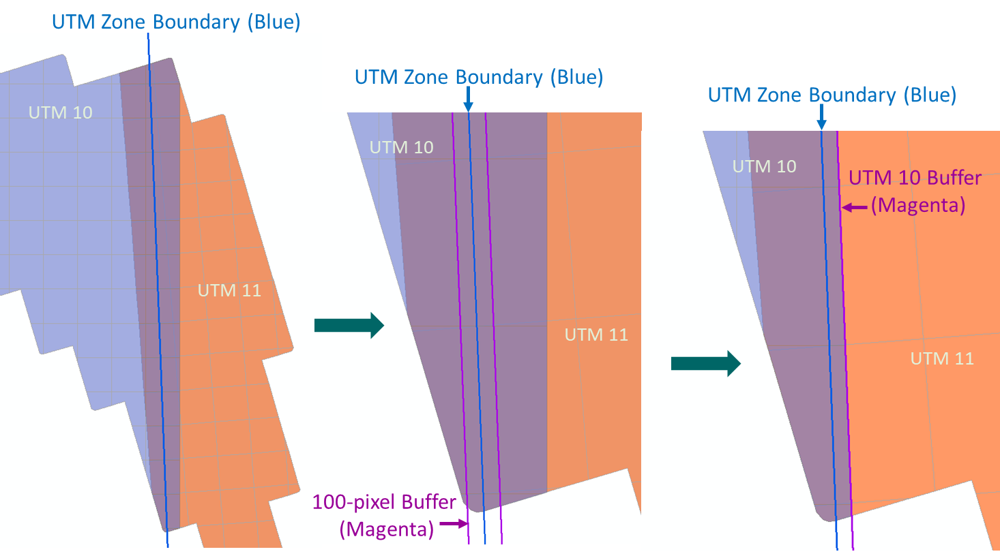 UTM Zone Boundary (Blue)
UTM 10
UTM 11
UTM Zone Boundary (Blue)
UTM 10
UTM 11
100-pixel Buffer
(Magenta)
UTM Zone Boundary (Blue)
UTM 10
UTM 10 Buffer
(Magenta)
UTM 11